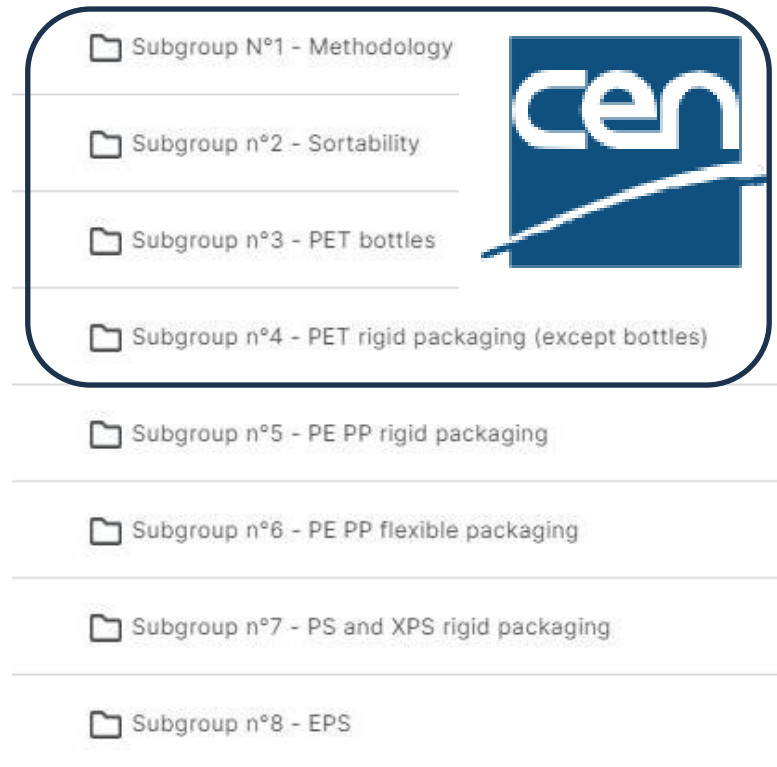 Subgroup N°1 - Methodology
cen
Subgroup n°2 - Sortability
Subgroup n°3 - PET bottles
Subgroup n°4 - PET rigid packaging (except bottles)
Subgroup n°5 - PE PP rigid packaging
Subgroup n°6 - PE PP flexible packaging
Subgroup n°7 - PS and XPS rigid packaging
Subgroup n°8 - EPS